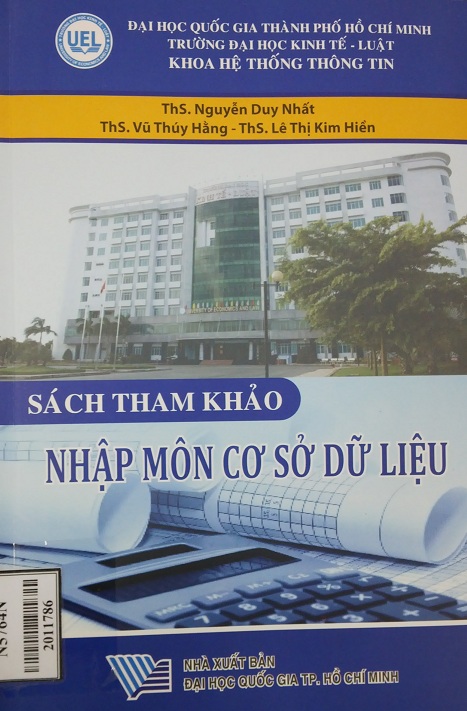 UEL
ĐẠI HỌC QUỐC GIA THÀNH PHỐ HỒ CHÍ MINH
TRƯỜNG ĐẠI HỌC KINH TẾ - LUẬT
KHOA HỆ THỐNG THÔNG TIN
ThS. Nguyễn Duy Nhất
ThS. Vũ Thúy Hằng - ThS. Lê Thị Kim Hiền
SÁCH THAM KHẢO
NHẬP MÔN CƠ SỞ DỮ LIỆU
N5764N
2011786
NHÀ XUẤT BẢN
ĐẠI HỌC QUỐC GIA TP. HỒ CHÍ MINH